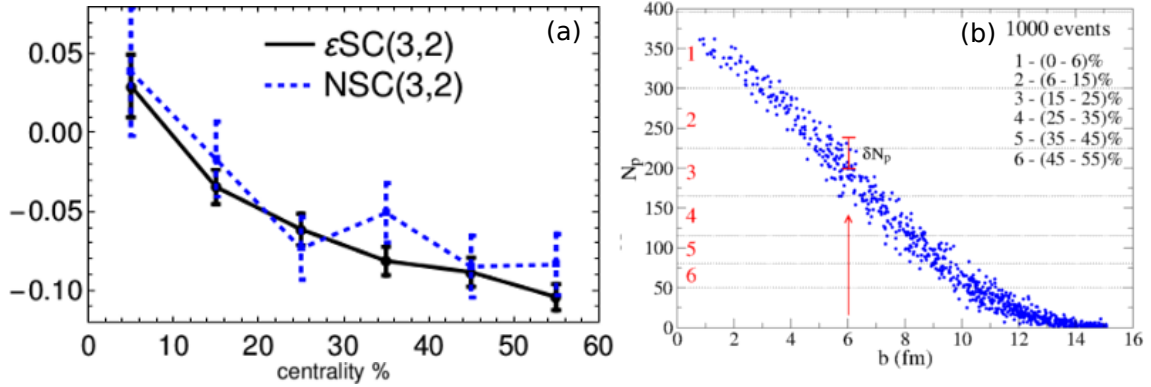 (a)
εSC(3,2)
NSC(3,2)
0.05
0.00
−0.05
−0.10
0 10 20 30 40 50 60
centrality %
(b)
1000 events
1 - (0 - 6)%
2 - (6 - 15)%
3 - (15 - 25)%
4 - (25 - 35)%
5 - (35 - 45)%
6 - (45 - 55)%
400
350
300
250
200
150
100
50
0
Np
1
2
3
4
5
6
δNp
0 2 4 6 8 10 12 14 16
b (fm)